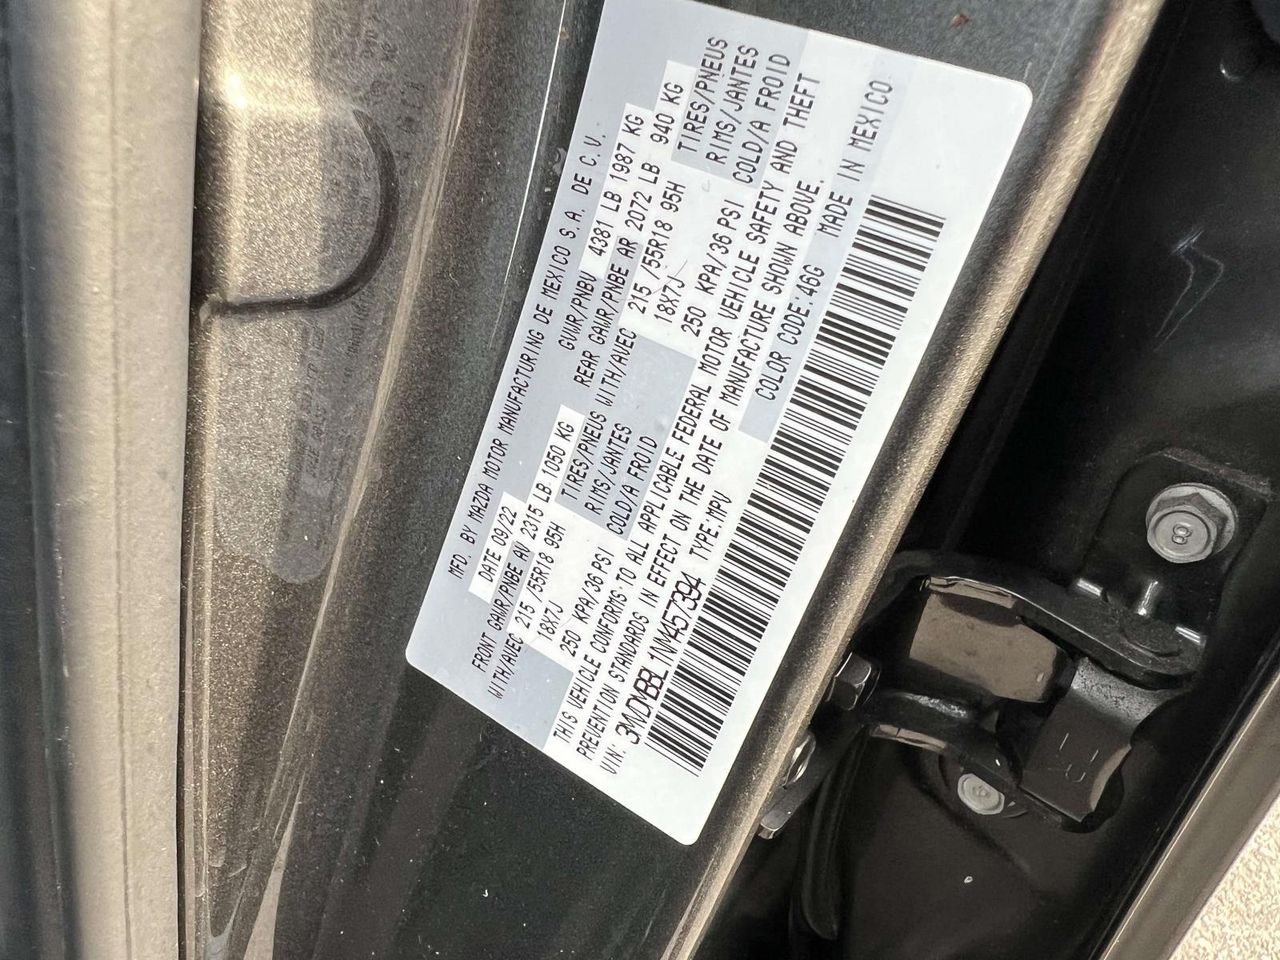 MFD. BY MAZDA MOTOR MANUFACTURING DE MEXICO S.A. DE C.V.
DATE 09/22 GVWR/PNBV 4381 LB 1987 KG
FRONT GAWR/PNBE AV 2315 LB 1050 KG REAR GAWR/PNBE AR 2072 LB 940 KG
WITH/AVEC 215 /55R18 95H TIRES/PNEUS WITH/AVEC 215 /55R18 95H TIRES/PNEUS
18X7J RIMS/JANTES 18X7J RIMS/JANTES
250 KPA/36 PSI COLD/A FROID 250 KPA/36 PSI COLD/A FROID
THIS VEHICLE CONFORMS TO ALL APPLICABLE FEDERAL MOTOR VEHICLE SAFETY AND THEFT
PREVENTION STANDARDS IN EFFECT ON THE DATE OF MANUFACTURE SHOWN ABOVE.
VIN: 3MVDMBBL1NM457394 TYPE:MPV COLOR CODE:46G MADE IN MEXICO
8